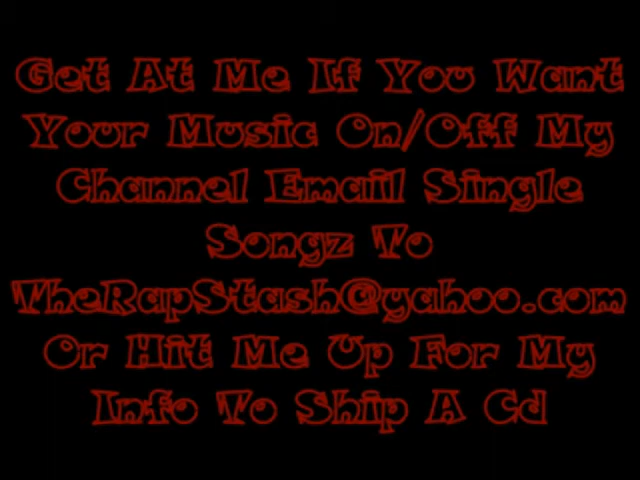 Get At Me If You Want
Your Music On/Off My
Channel Email Single
Songz To
TheRapStash@yahoo.com
Or Hit Me Up For My
Info To Ship A Cd